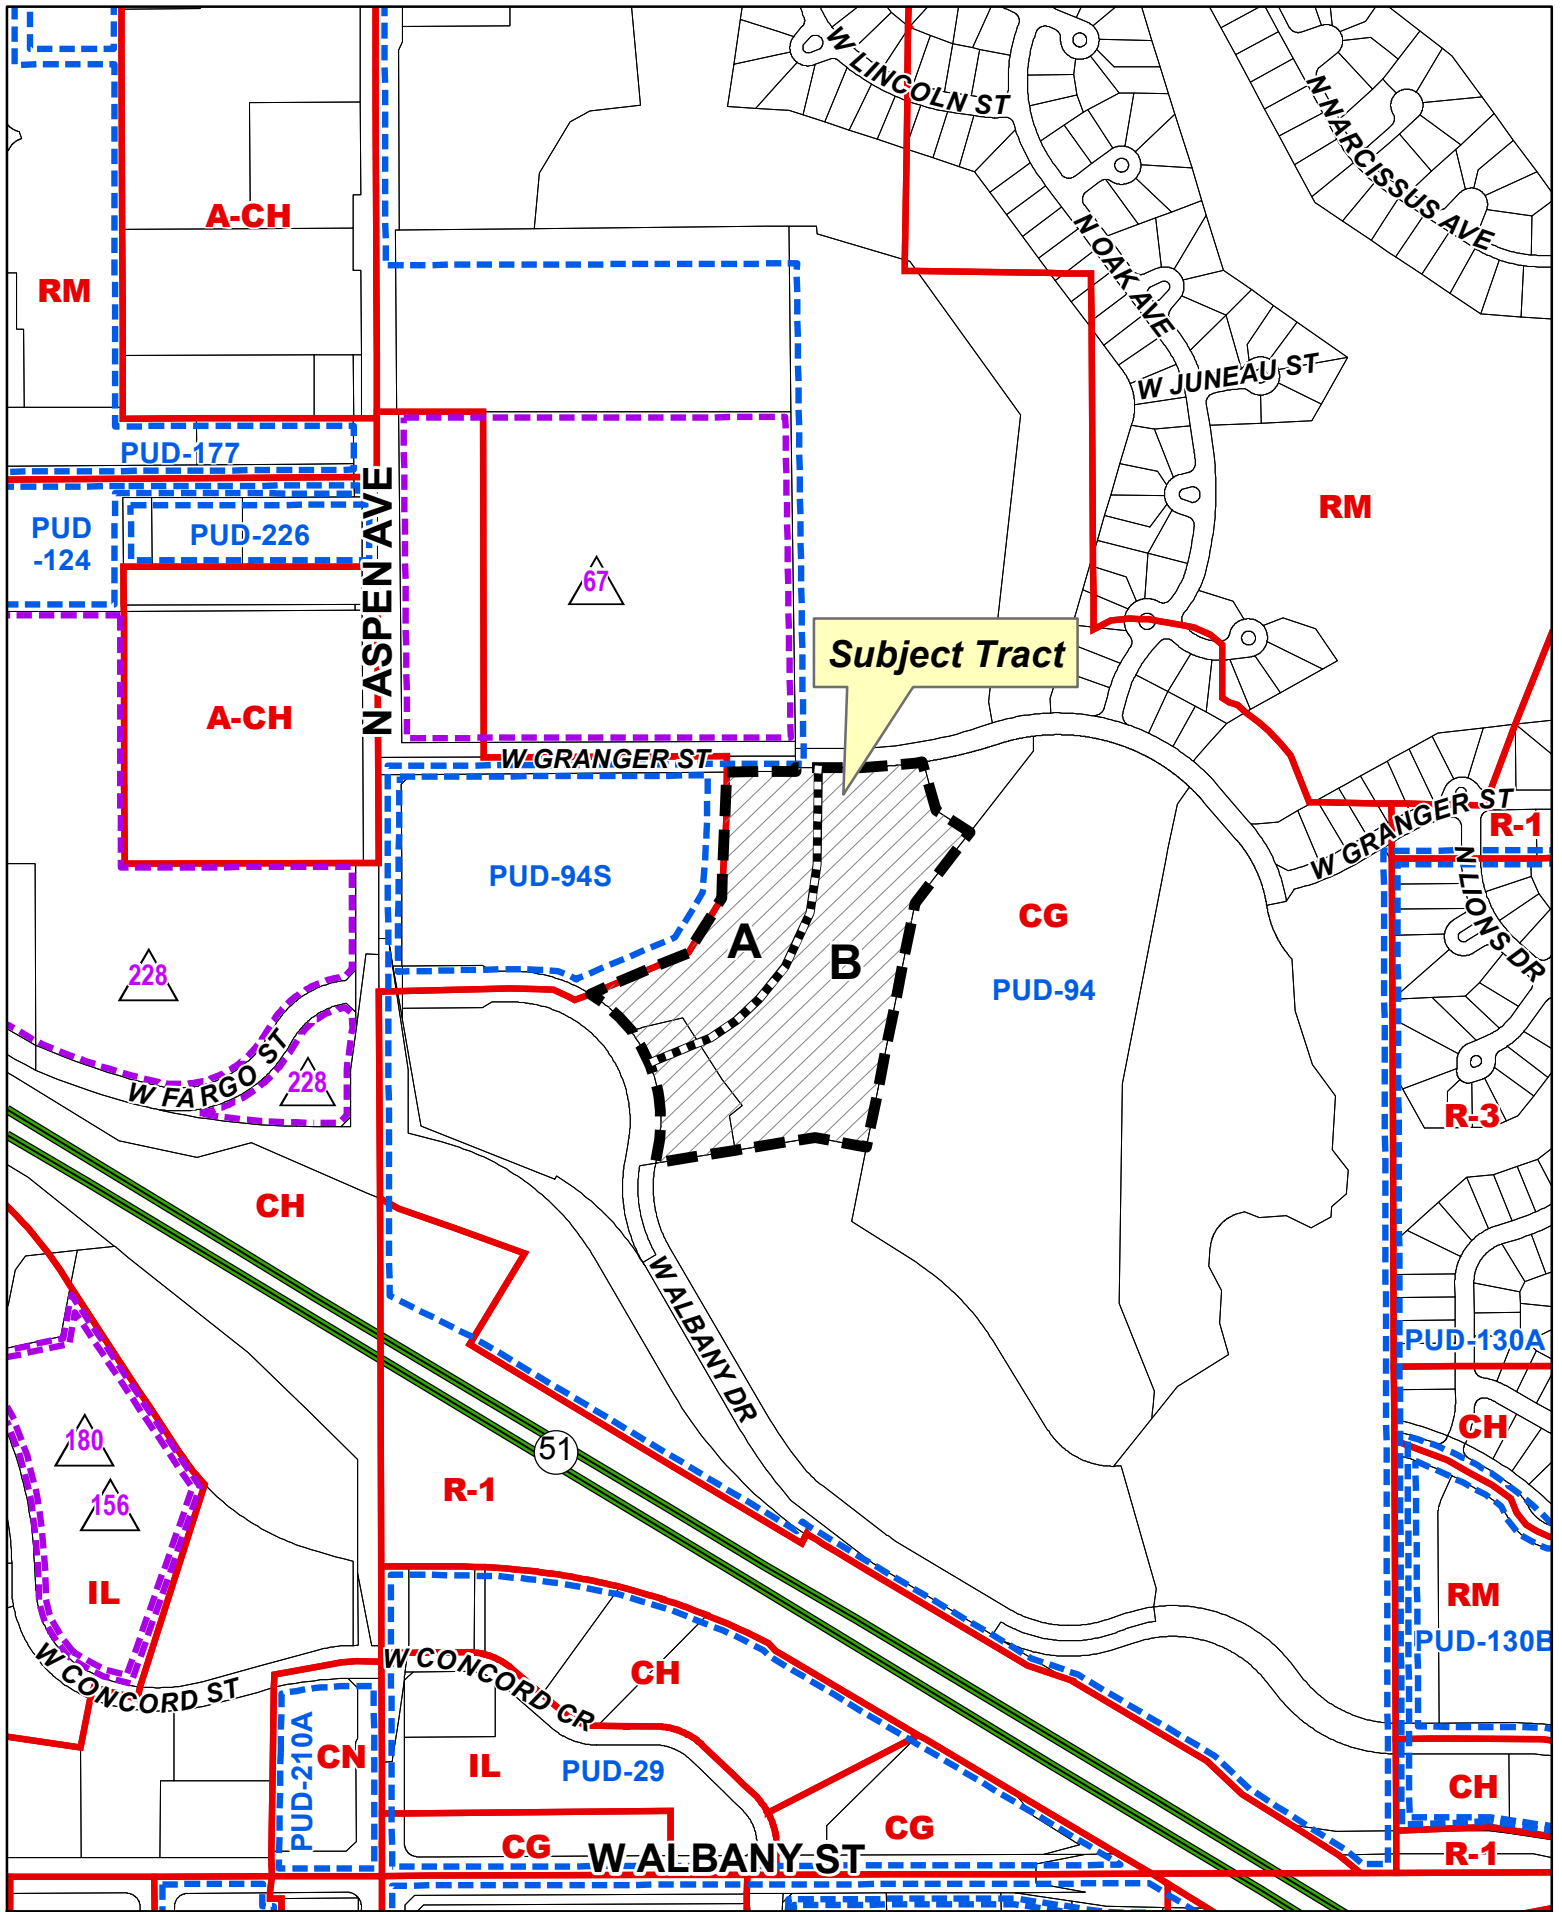 W LINCOLN ST
N NARCISSUS AVE
A-CH
N OAK AVE
RM
W JUNEAU ST
PUD-177
RM
PUD
-124
PUD-226
N ASPEN AVE
67
Subject Tract
A-CH
W GRANGER ST
W GRANGER ST
R-1
PUD-94S
N LIONS DR
CG
A
B
228
PUD-94
W FARGO ST
228
R-3
CH
W ALBANY DR
PUD-130A
180
51
CH
R-1
156
IL
RM
PUD-130B
W CONCORD ST
W CONCORD CR
CH
PUD-210A
CN
IL
PUD-29
CH
CG
CG
W ALBANY ST
R-1